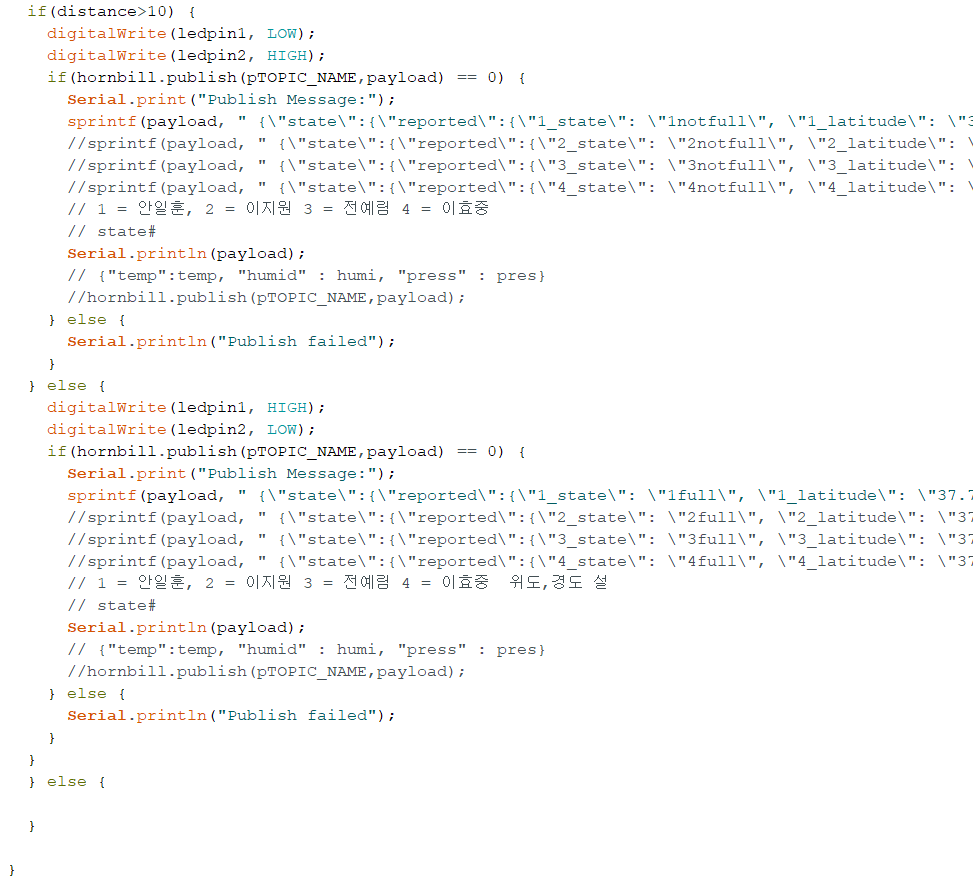 if(distance>10) {
digitalWrite(ledpin1, LOW);
digitalWrite(ledpin2, HIGH);
if(hornbill.publish(pTOPIC_NAME,payload) == 0) {
Serial.print("Publish Message:");
sprintf(payload, " {\"state\":{\"reported\":{\"1_state\": \"1notfull\", \"1_latitude\": \"3
//sprintf(payload, " {\"state\":{\"reported\":{\"2_state\": \"2notfull\", \"2_latitude\": \
//sprintf(payload, " {\"state\":{\"reported\":{\"3_state\": \"3notfull\", \"3_latitude\": \
//sprintf(payload, " {\"state\":{\"reported\":{\"4_state\": \"4notfull\", \"4_latitude\": \
// 1 = 안일훈, 2 = 이지원 3 = 전예림 4 = 이효중
// state#
Serial.println(payload);
// {"temp":temp, "humid" : humi, "press" : pres}
//hornbill.publish(pTOPIC_NAME,payload);
} else {
Serial.println("Publish failed");
}
} else {
digitalWrite(ledpin1, HIGH);
digitalWrite(ledpin2, LOW);
if(hornbill.publish(pTOPIC_NAME,payload) == 0) {
Serial.print("Publish Message:");
sprintf(payload, " {\"state\":{\"reported\":{\"1_state\": \"1full\", \"1_latitude\": \"37.7
//sprintf(payload, " {\"state\":{\"reported\":{\"2_state\": \"2full\", \"2_latitude\": \"37
//sprintf(payload, " {\"state\":{\"reported\":{\"3_state\": \"3full\", \"3_latitude\": \"37
//sprintf(payload, " {\"state\":{\"reported\":{\"4_state\": \"4full\", \"4_latitude\": \"37
// 1 = 안일훈, 2 = 이지원 3 = 전예림 4 = 이효중  위도,경도 설
// state#
Serial.println(payload);
// {"temp":temp, "humid" : humi, "press" : pres}
//hornbill.publish(pTOPIC_NAME,payload);
} else {
Serial.println("Publish failed");
}
}
} else {
}
}